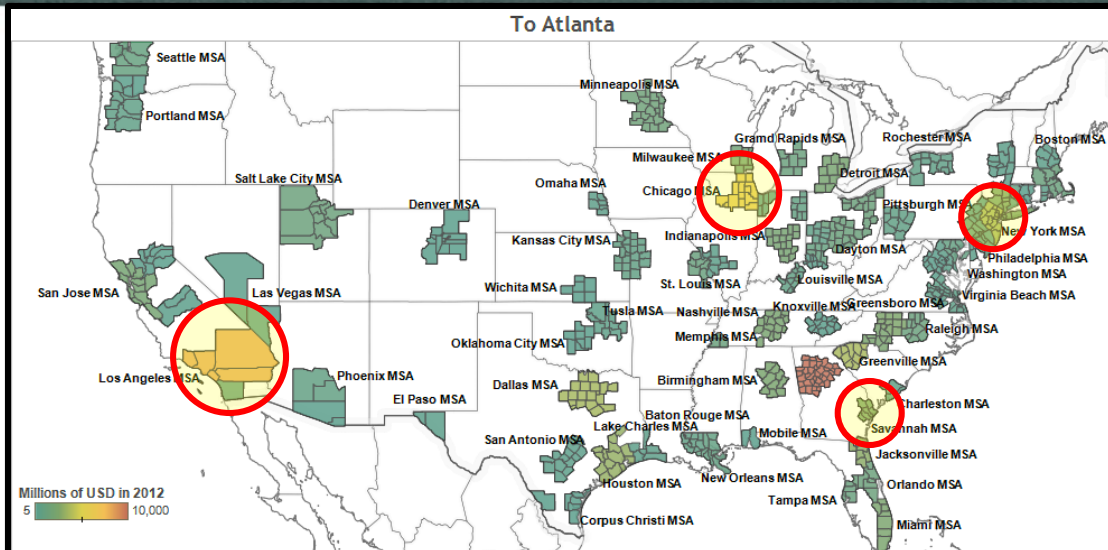 To Atlanta
Seattle MSA
Portland MSA
Minneapolis MSA
Grand Rapids MSA
Rochester MSA
Boston MSA
Milwaukee MSA
Detroit MSA
Salt Lake City MSA
Omaha MSA
Chicago MSA
Denver MSA
Pittsburgh MSA
New York MSA
Kansas City MSA
Indianapolis MSA
Dayton MSA
Philadelphia MSA
Washington MSA
San Jose MSA
Las Vegas MSA
Wichita MSA
St. Louis MSA
Louisville MSA
Virginia Beach MSA
Tusla MSA
Nashville MSA
Knoxville MSA
Greensboro MSA
Raleigh MSA
Oklahoma City MSA
Memphis MSA
Greenville MSA
Los Angeles MSA
Phoenix MSA
Dallas MSA
Birmingham MSA
El Paso MSA
Charleston MSA
Baton Rouge MSA
Lake Charles MSA
Savannah MSA
San Antonio MSA
Mobile MSA
Jacksonville MSA
Houston MSA
New Orleans MSA
Orlando MSA
Tampa MSA
Corpus Christi MSA
Miami MSA
Millions of USD in 2012
5 10,000